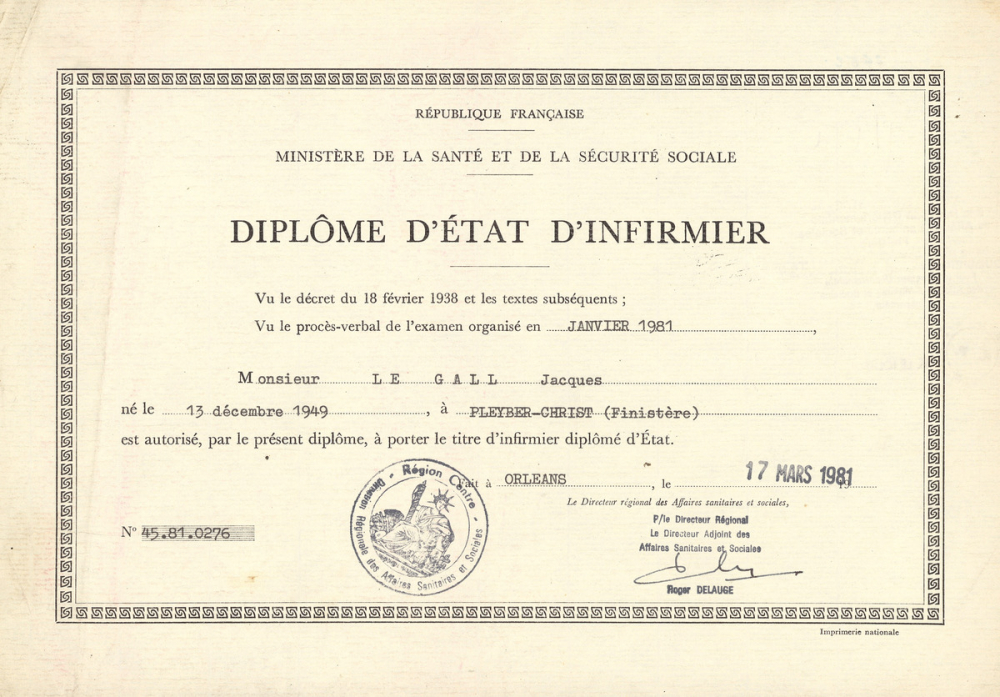 RÉPUBLIQUE FRANÇAISE
MINISTÈRE DE LA SANTÉ ET DE LA SÉCURITÉ SOCIALE
DIPLÔME D'ÉTAT D'INFIRMIER
Vu le décret du 18 février 1938 et les textes subséquents ;
Vu le procès-verbal de l'examen organisé en JANVIER 1981,
Monsieur LE GALL Jacques
né le 13 décembre 1949, à PLEYBER-CHRIST (Finistère)
est autorisé, par le présent diplôme, à porter le titre d'infirmier diplômé d'État.
Fait à ORLEANS, le 17 MARS 1981
Le Directeur régional des Affaires sanitaires et sociales,
P/le Directeur Régional
Le Directeur Adjoint des
Affaires Sanitaires et Sociales
Roger DELAUGE
N° 45.81.0276
Région Centre
Direction Régionale des Affaires Sanitaires et Sociales
Imprimerie nationale